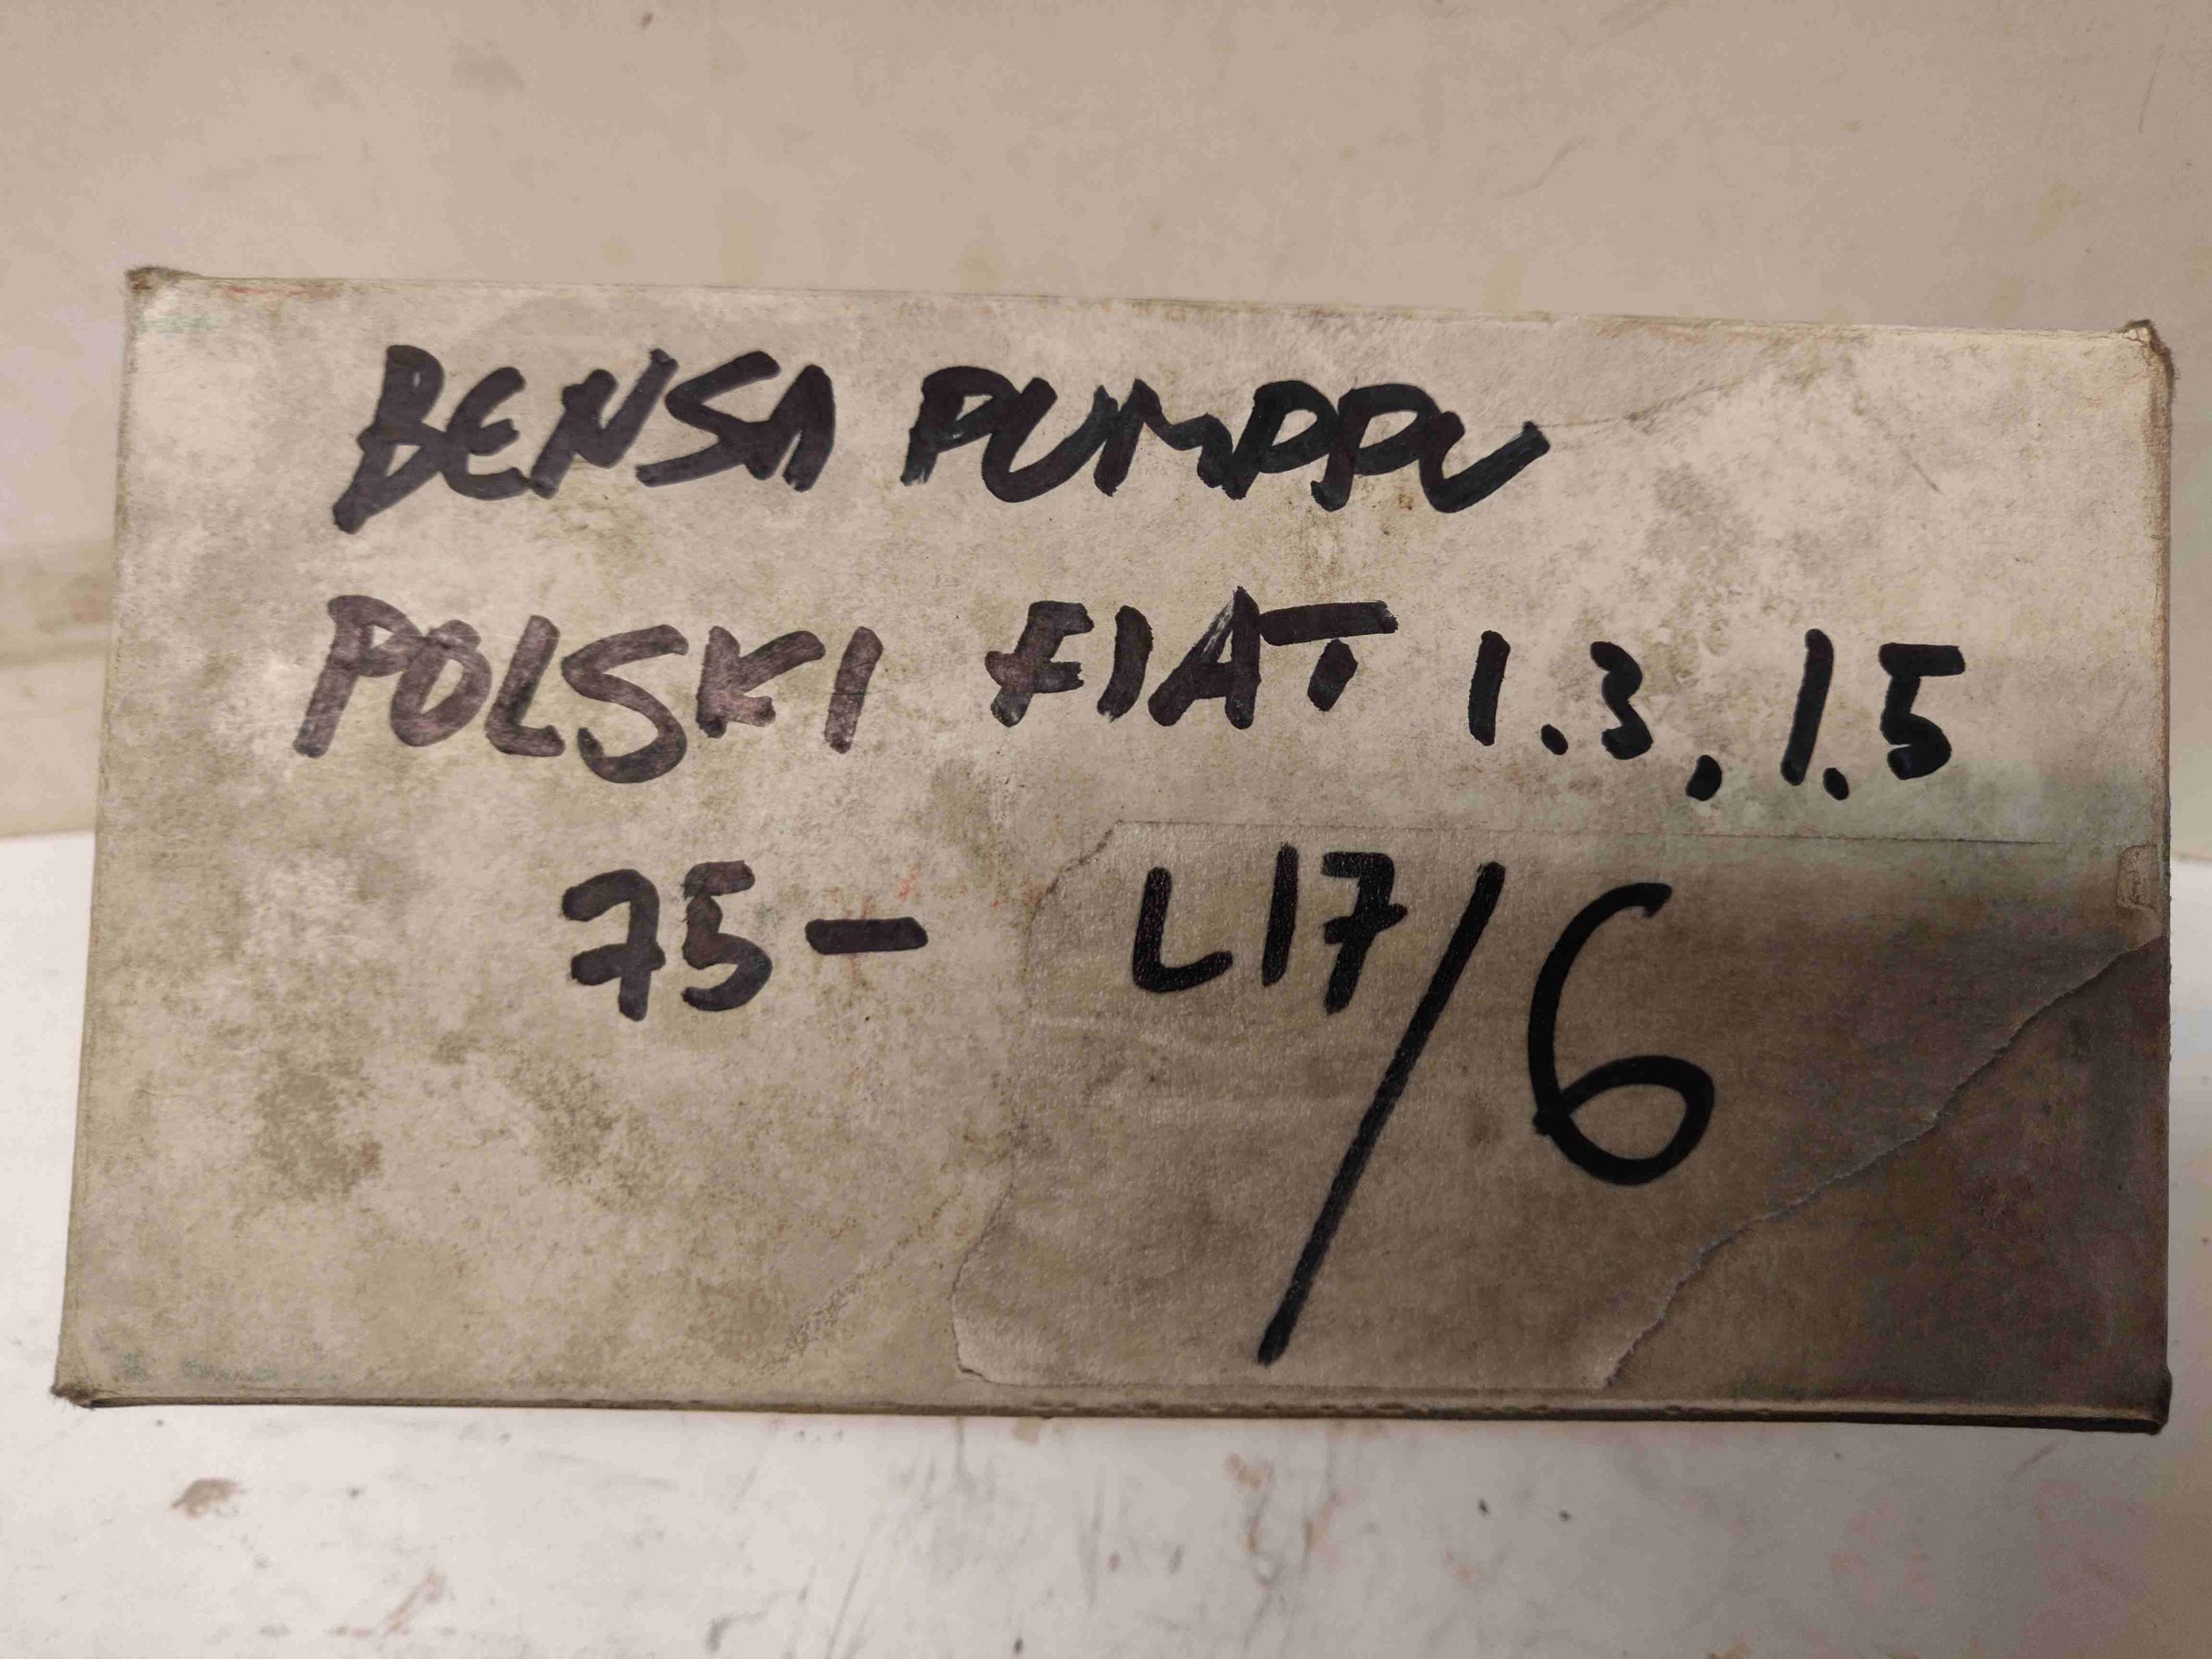 BENSA PUMPPU
POLSKI FIAT 1.3, 1.5
75- L17/6